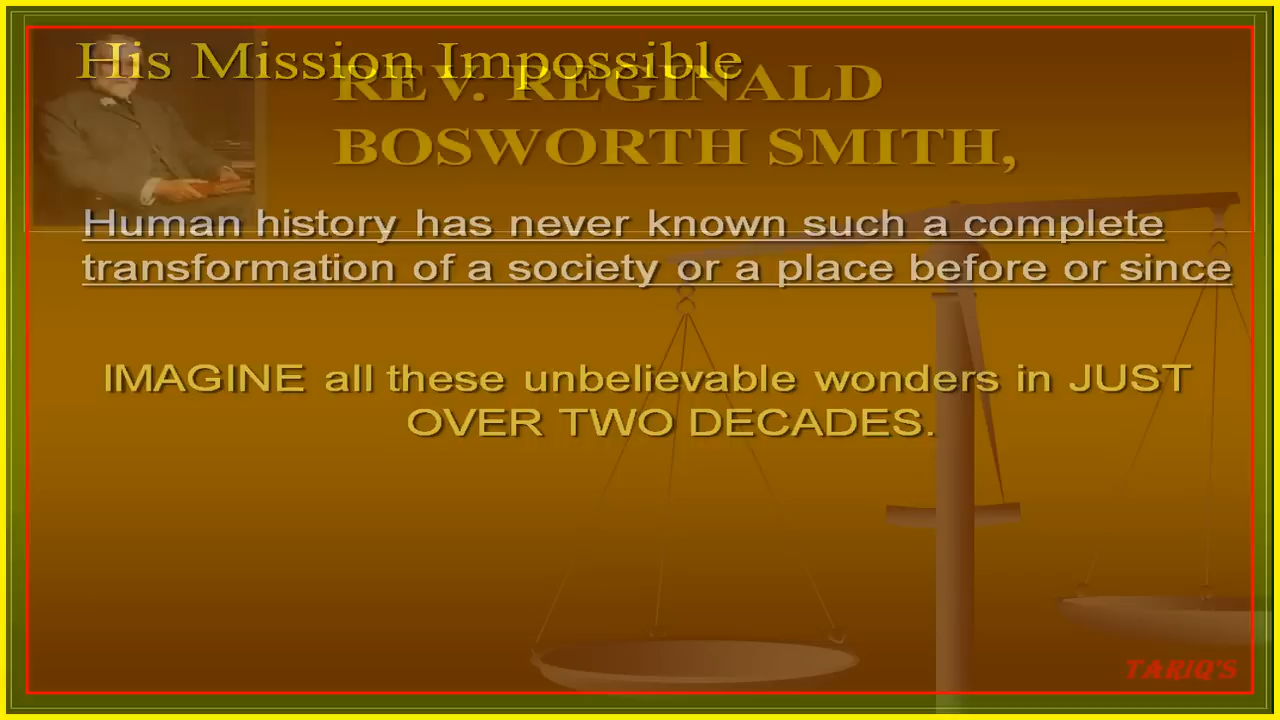 His Mission Impossible
REV. REGINALD
BOSWORTH SMITH,
Human history has never known such a complete
transformation of a society or a place before or since
IMAGINE all these unbelievable wonders in JUST
OVER TWO DECADES.
TARIQ'S